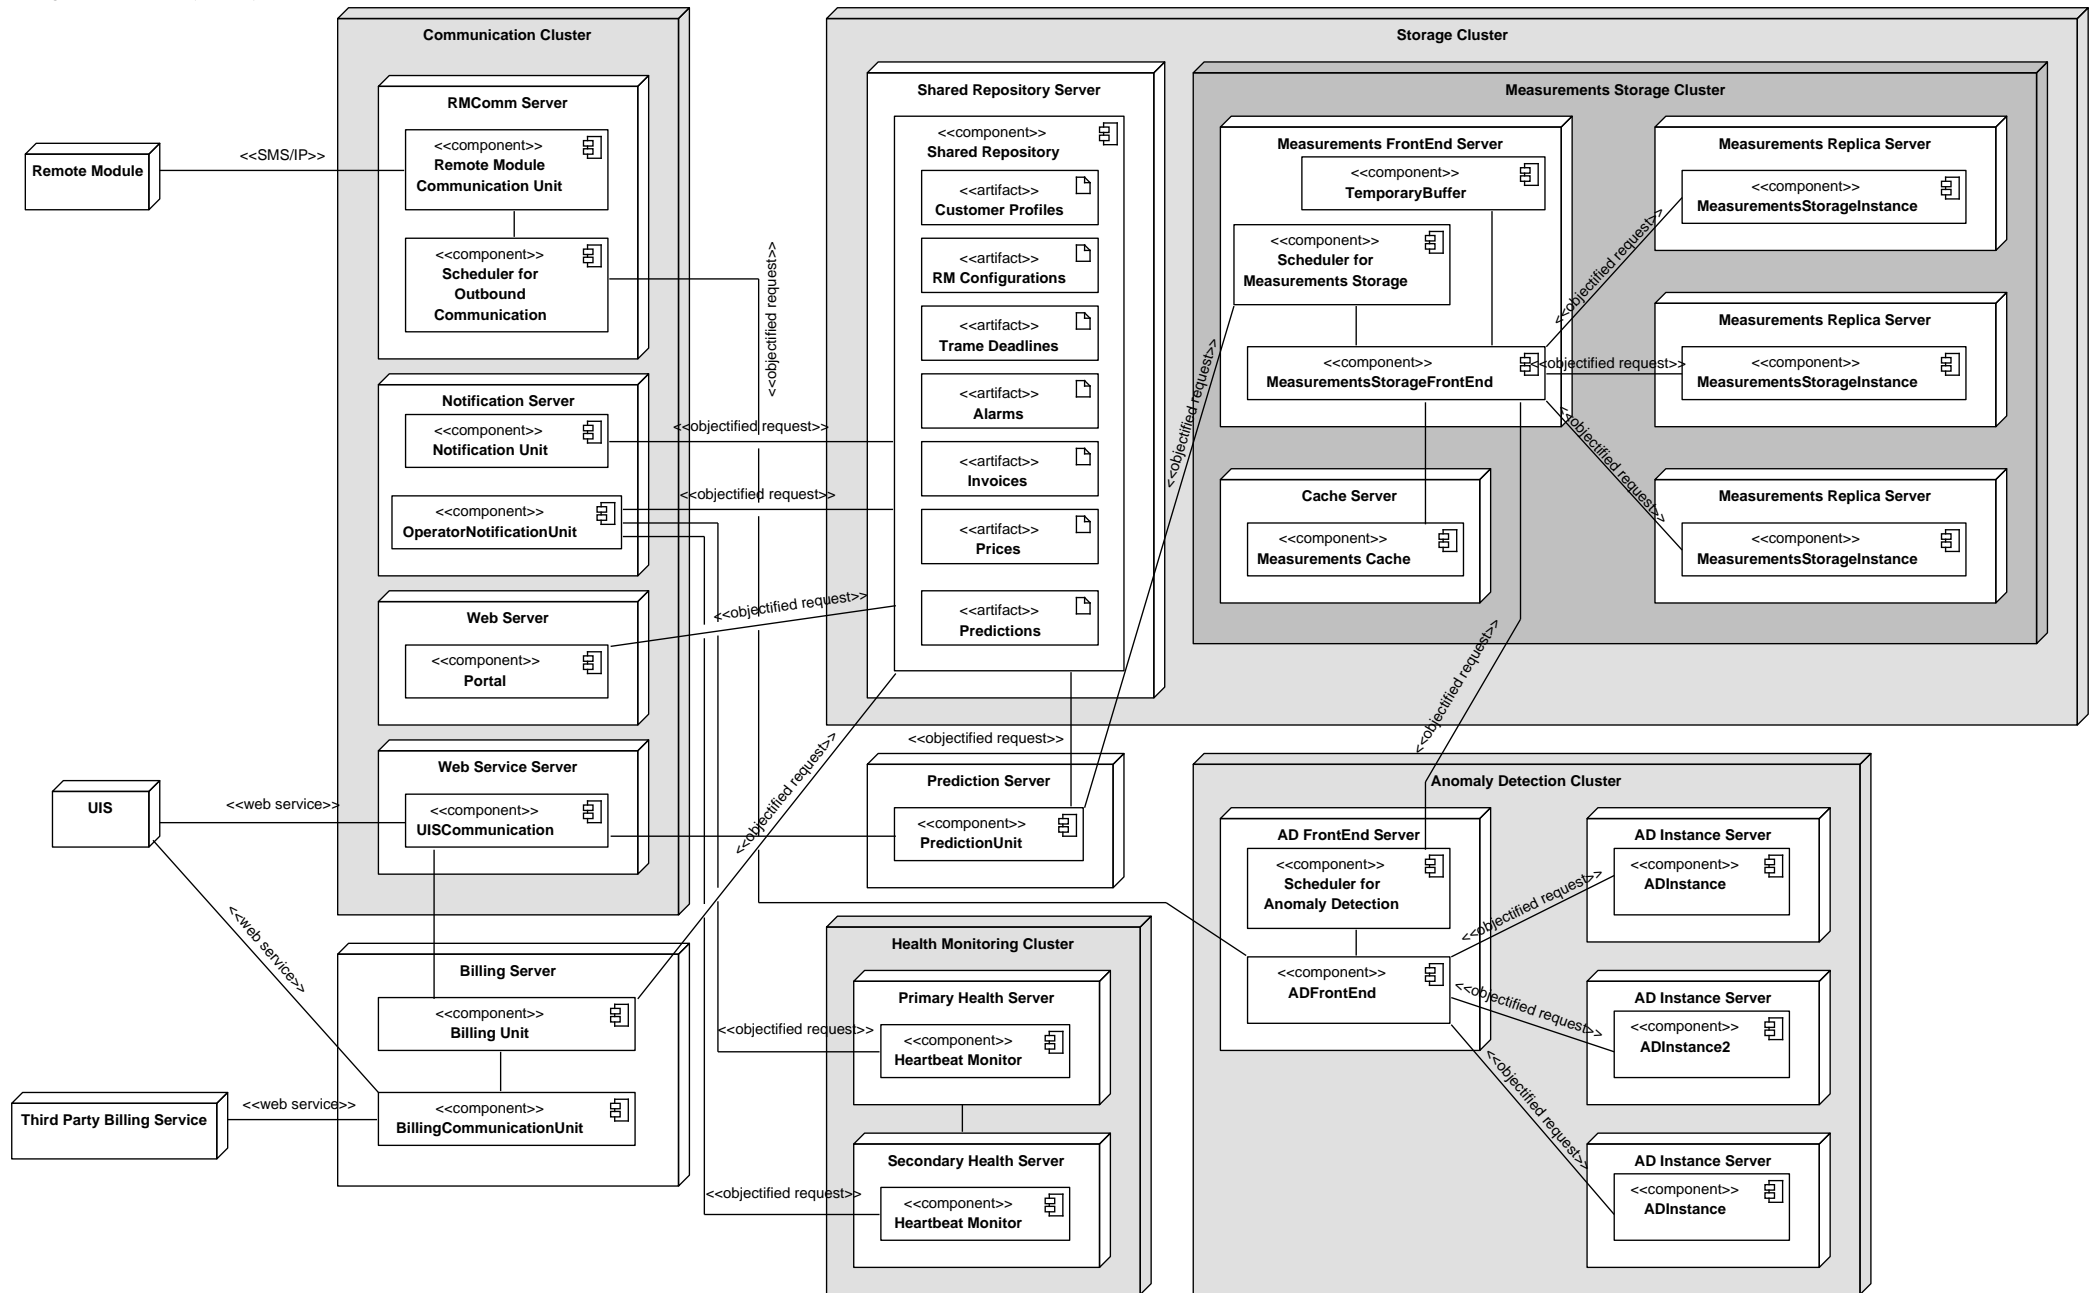 Communication Cluster
RMComm Server
<<component>>
Remote Module
Communication Unit
<<component>>
Scheduler for
Outbound
Communication
Remote Module
<<SMS/IP>>
Notification Server
<<component>>
Notification Unit
<<component>>
OperatorNotificationUnit
Web Server
<<component>>
Portal
Web Service Server
<<component>>
UISCommunication
UIS
<<web service>>
<<web service>>
Billing Server
<<component>>
Billing Unit
<<component>>
BillingCommunicationUnit
Third Party Billing Service
<<web service>>
<<objectified request>>
<<objectified request>>
<<objectified request>>
<<objectified request>>
<<objectified request>>
<<objectified request>>
<<objectified request>>
<<objectified request>>
Storage Cluster
Shared Repository Server
<<component>>
Shared Repository
<<artifact>>
Customer Profiles
<<artifact>>
RM Configurations
<<artifact>>
Trame Deadlines
<<artifact>>
Alarms
<<artifact>>
Invoices
<<artifact>>
Prices
<<artifact>>
Predictions
Measurements Storage Cluster
Measurements FrontEnd Server
<<component>>
TemporaryBuffer
<<component>>
Scheduler for
Measurements Storage
<<component>>
MeasurementsStorageFrontEnd
Cache Server
<<component>>
Measurements Cache
<<objectified request>>
<<objectified request>>
<<objectified request>>
<<objectified request>>
<<objectified request>>
Measurements Replica Server
<<component>>
MeasurementsStorageInstance
Measurements Replica Server
<<component>>
MeasurementsStorageInstance
Measurements Replica Server
<<component>>
MeasurementsStorageInstance
Prediction Server
<<component>>
PredictionUnit
Health Monitoring Cluster
Primary Health Server
<<component>>
Heartbeat Monitor
Secondary Health Server
<<component>>
Heartbeat Monitor
Anomaly Detection Cluster
AD FrontEnd Server
<<component>>
Scheduler for
Anomaly Detection
<<component>>
ADFrontEnd
<<objectified request>>
<<objectified request>>
<<objectified request>>
AD Instance Server
<<component>>
ADInstance
AD Instance Server
<<component>>
ADInstance2
AD Instance Server
<<component>>
ADInstance